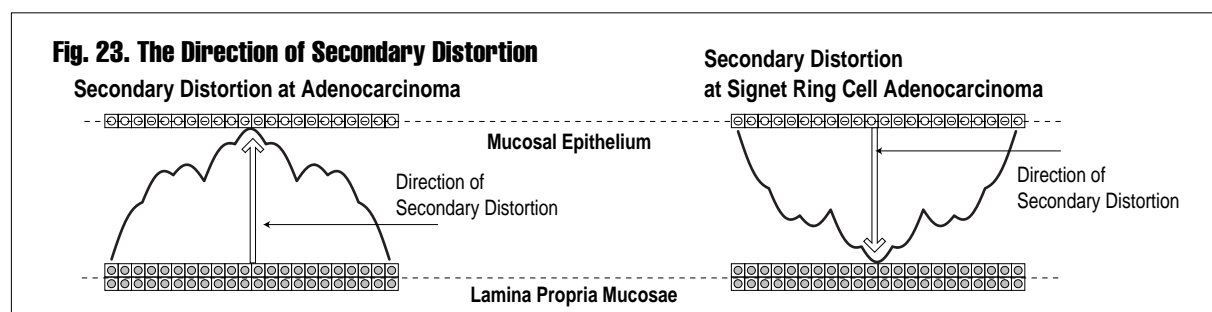 Fig. 23. The Direction of Secondary Distortion
Secondary Distortion at Adenocarcinoma
Secondary Distortion
at Signet Ring Cell Adenocarcinoma
Mucosal Epithelium
Direction of
Secondary Distortion
Direction of
Secondary Distortion
Lamina Propria Mucosae